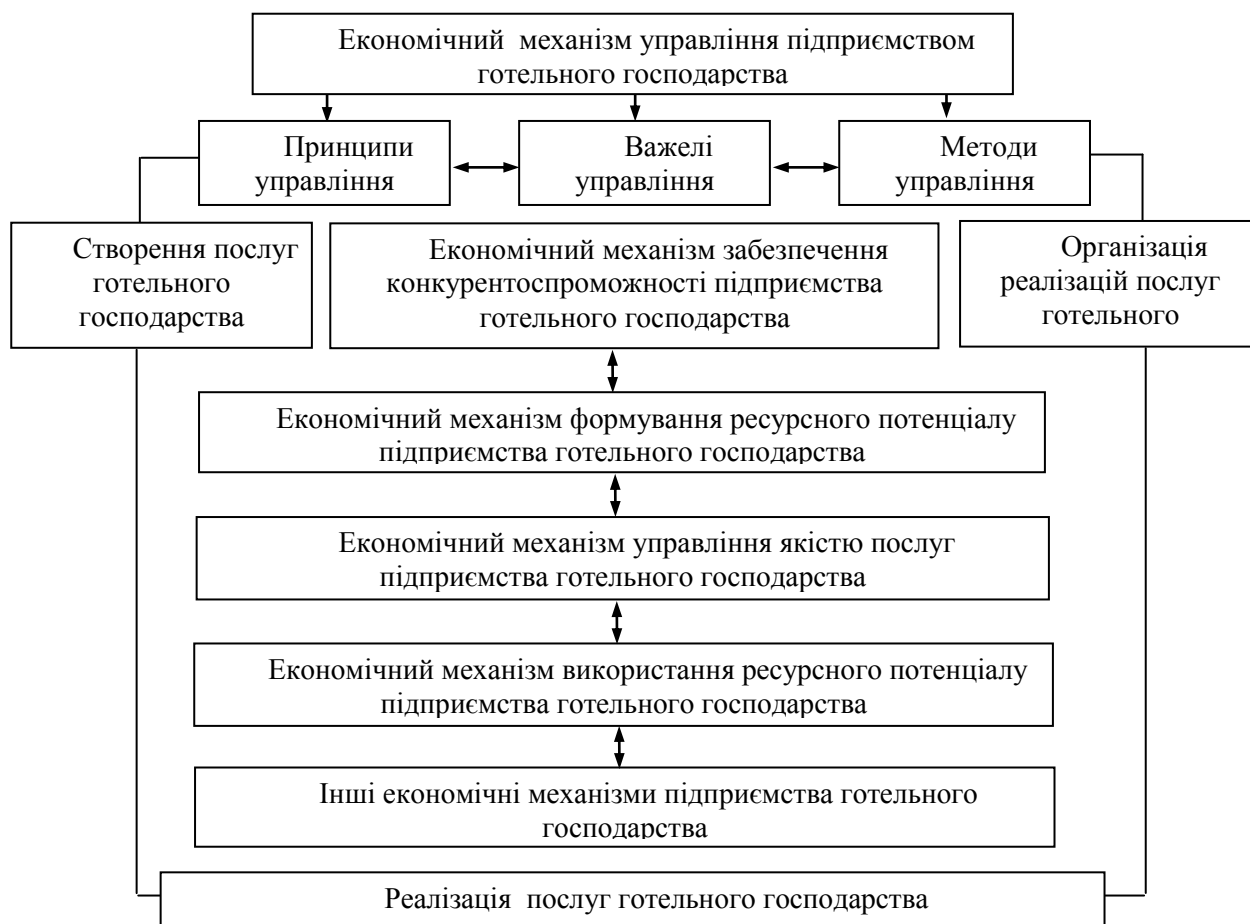 Економічний механізм управління підприємством
готельного господарства
Принципи
управління
Важелі
управління
Методи
управління
Створення послуг
готельного
господарства
Економічний механізм забезпечення
конкурентоспроможності підприємства
готельного господарства
Організація
реалізацій послуг
готельного
Економічний механізм формування ресурсного потенціалу
підприємства готельного господарства
Економічний механізм управління якістю послуг
підприємства готельного господарства
Економічний механізм використання ресурсного потенціалу
підприємства готельного господарства
Інші економічні механізми підприємства готельного
господарства
Реалізація послуг готельного господарства